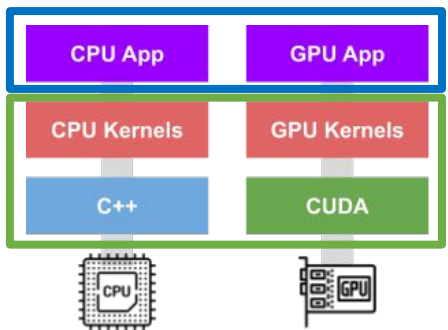 CPU App
GPU App
CPU Kernels
GPU Kernels
C++
CUDA
CPU
GPU